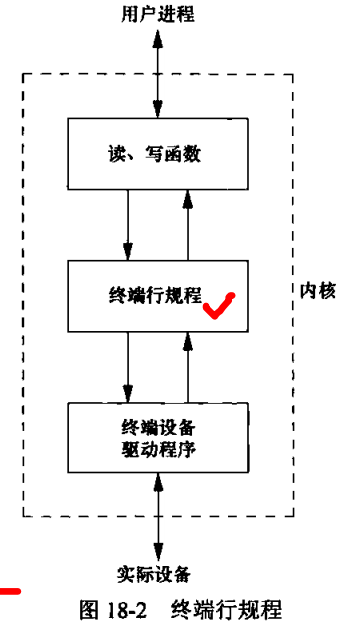 用户进程
读、写函数
终端行规程
内核
终端设备
驱动程序
实际设备
图 18-2 终端行规程